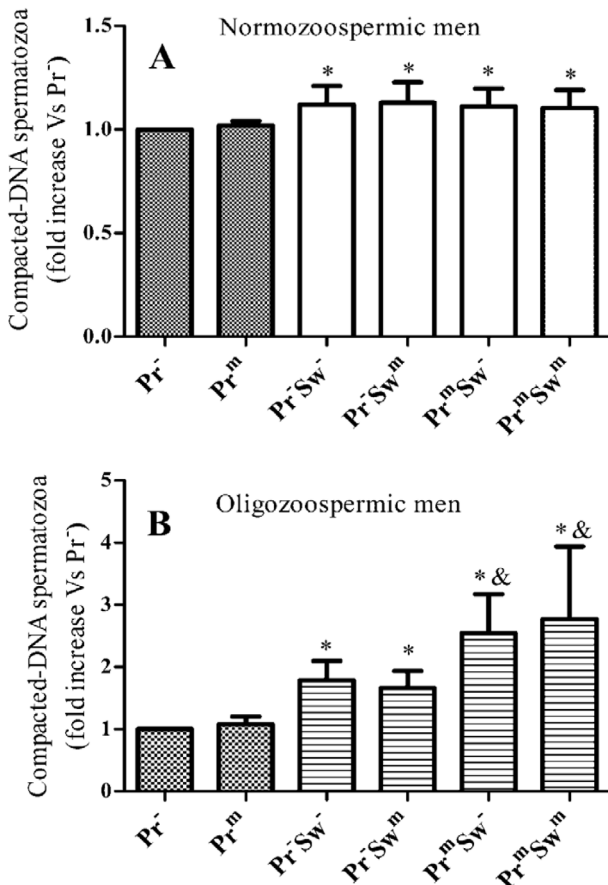 Normozoospermic men
A
Compacted-DNA spermatozoa
(fold increase Vs Pr⁻)
1.5
1.0
0.5
0.0
* * * *
Pr⁻ Prᵐ Pr⁻Sw⁻ Pr⁻Swᵐ PrᵐSw⁻ PrᵐSwᵐ
Oligozoospermic men
B
Compacted-DNA spermatozoa
(fold increase Vs Pr⁻)
5
4
3
2
1
0
* * *& *&
Pr⁻ Prᵐ Pr⁻Sw⁻ Pr⁻Swᵐ PrᵐSw⁻ PrᵐSwᵐ